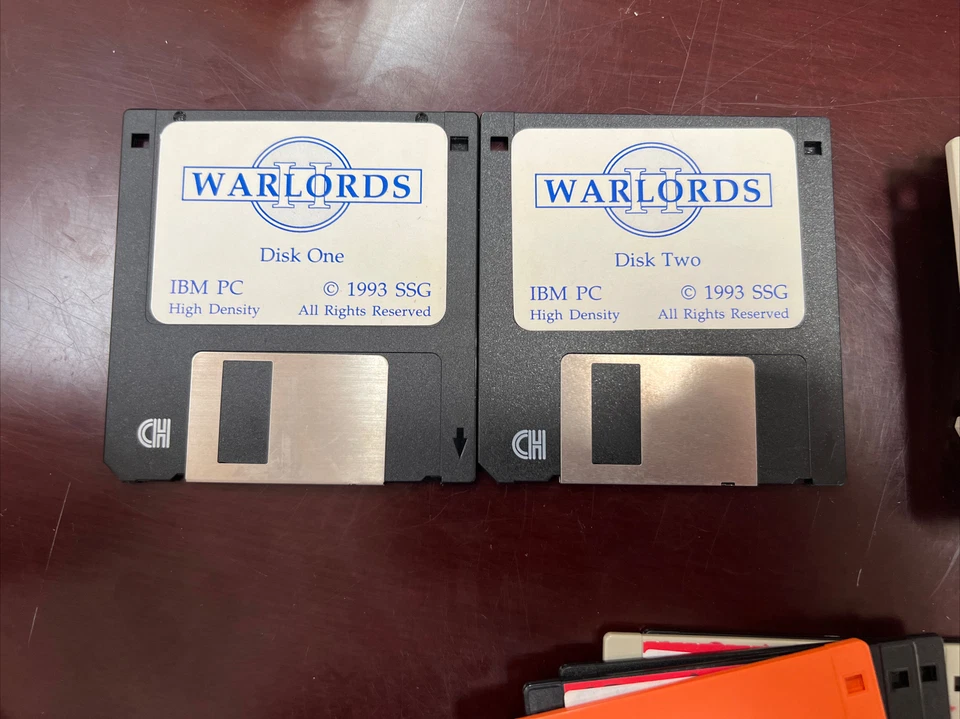 II
WARLORDS
Disk One
IBM PC © 1993 SSG
High Density All Rights Reserved
CH
II
WARLORDS
Disk Two
IBM PC © 1993 SSG
High Density All Rights Reserved
CH